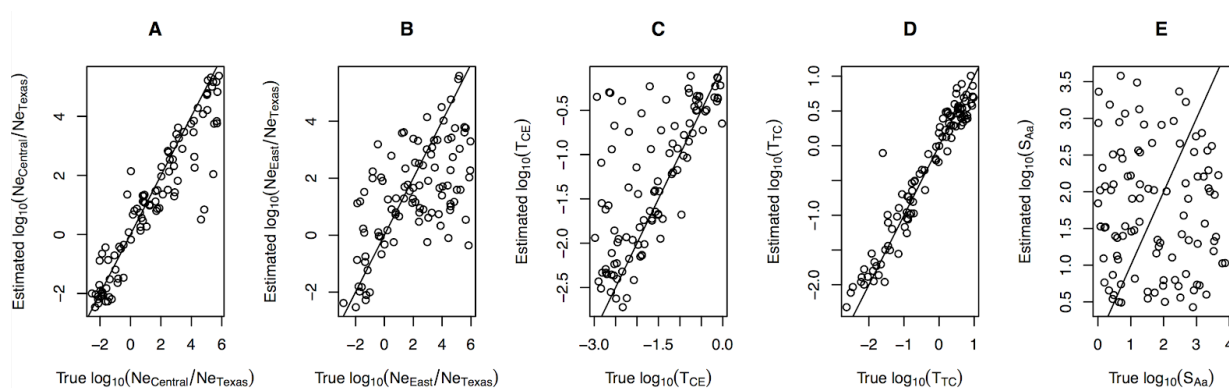 A B C D E
Estimated log10(NeCentral/NeTexas)
−2 0 2 4
−2 0 2 4 6
True log10(NeCentral/NeTexas)
Estimated log10(NeEast/NeTexas)
−2 0 2 4
−2 0 2 4 6
True log10(NeEast/NeTexas)
Estimated log10(TCE)
−2.5 −2.0 −1.5 −1.0 −0.5
−3.0 −1.5 0.0
True log10(TCE)
Estimated log10(TTC)
−2.0 −1.0 0.0 0.5 1.0
−2 −1 0 1
True log10(TTC)
Estimated log10(SAa)
0.5 1.0 1.5 2.0 2.5 3.0 3.5
0 1 2 3 4
True log10(SAa)